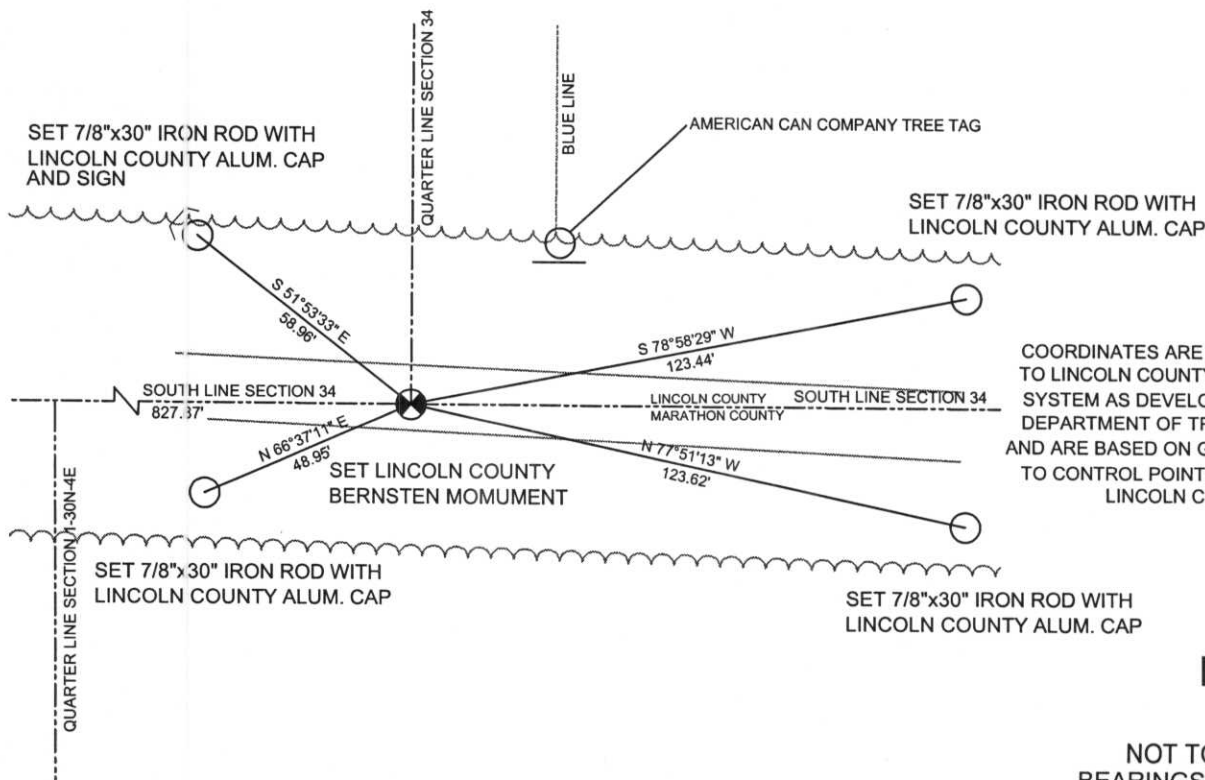 QUARTER LINE SECTION 34
BLUE LINE
AMERICAN CAN COMPANY TREE TAG
SET 7/8"x30" IRON ROD WITH
LINCOLN COUNTY ALUM. CAP
AND SIGN
SET 7/8"x30" IRON ROD WITH
LINCOLN COUNTY ALUM. CAP
S 51°53'33" E
58.96'
S 78°58'29" W
123.44'
COORDINATES ARE
TO LINCOLN COUNTY
SYSTEM AS DEVELO
DEPARTMENT OF TR
AND ARE BASED ON G
TO CONTROL POINT
LINCOLN C
SOUTH LINE SECTION 34
827.87'
LINCOLN COUNTY
MARATHON COUNTY
SOUTH LINE SECTION 34
N 66°37'11" E
48.95'
N 77°51'13" W
123.62'
SET LINCOLN COUNTY
BERNSTEN MOMUMENT
QUARTER LINE SECTION 1-30N-4E
SET 7/8"x30" IRON ROD WITH
LINCOLN COUNTY ALUM. CAP
SET 7/8"x30" IRON ROD WITH
LINCOLN COUNTY ALUM. CAP
NOT TO
BEARINGS